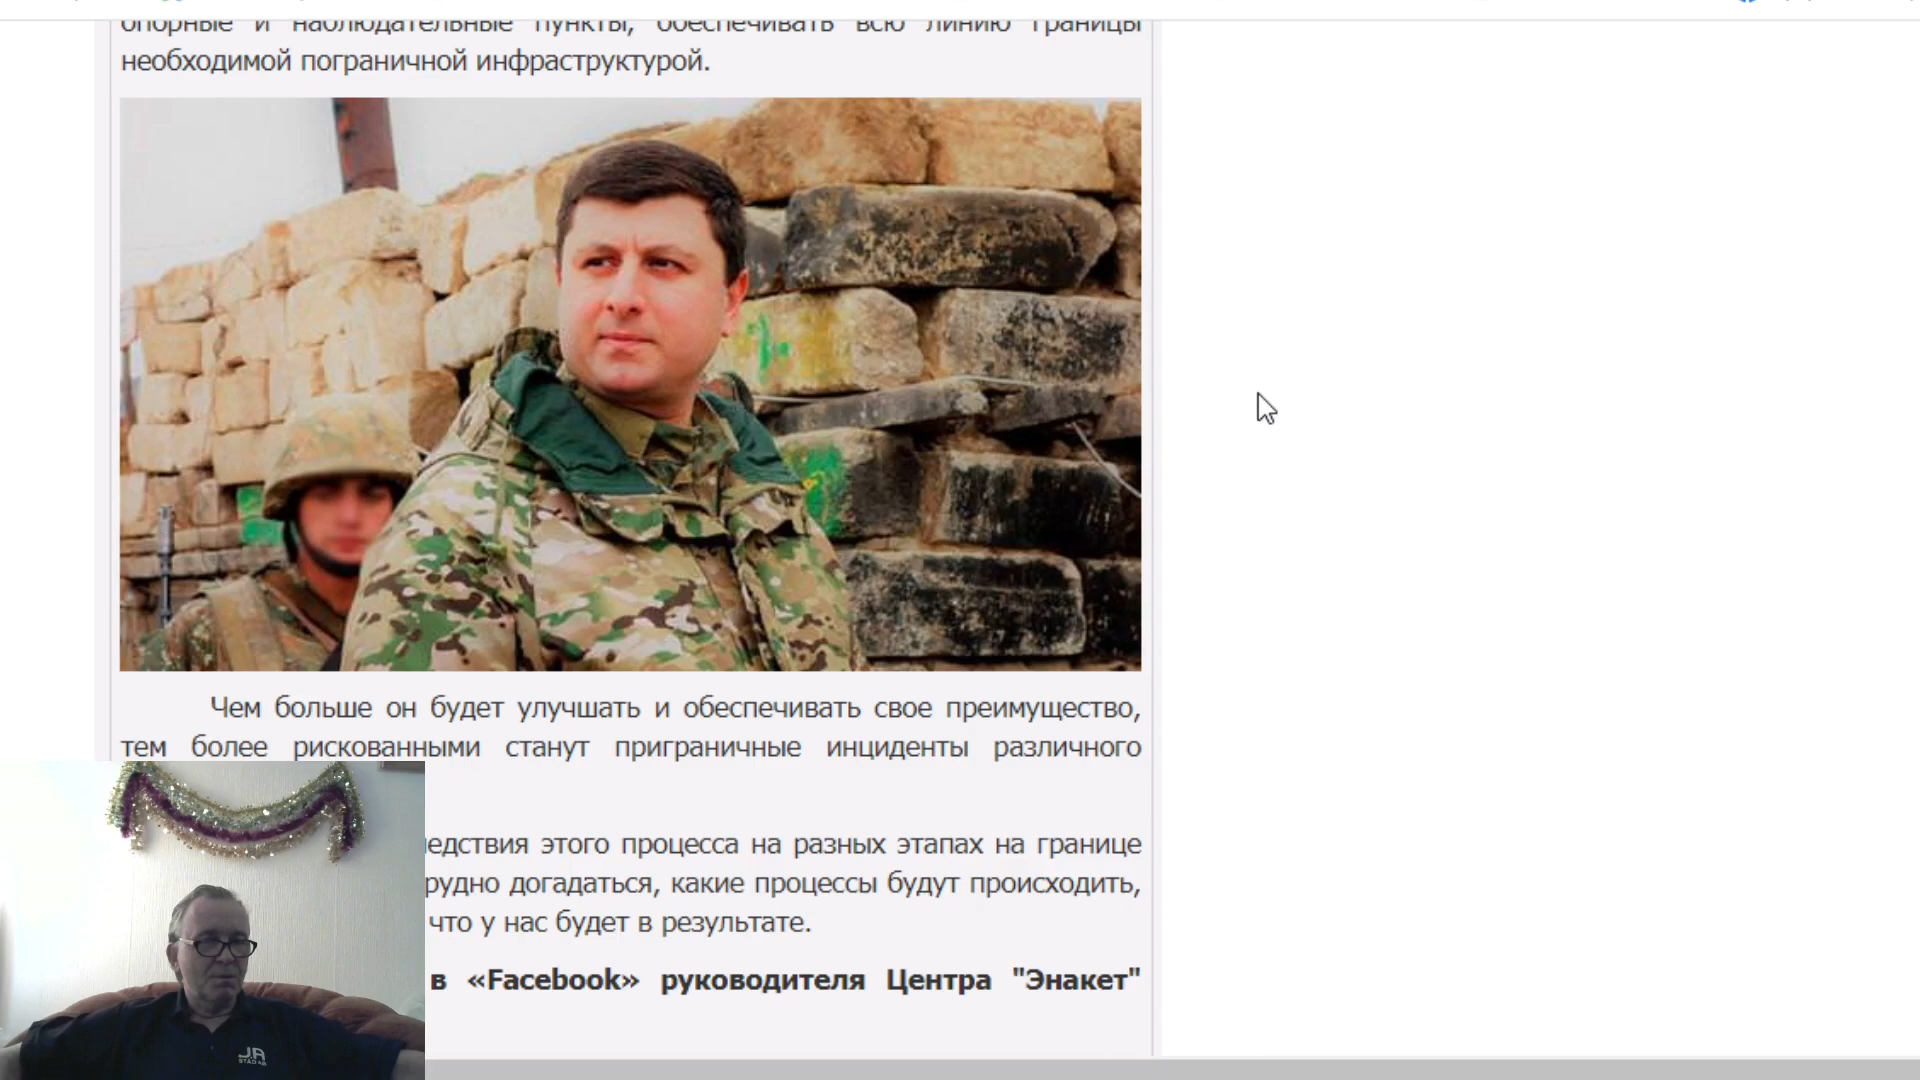 опорные и наблюдательные пункты, обеспечивать всю линию границы
необходимой пограничной инфраструктурой.
Чем больше он будет улучшать и обеспечивать свое преимущество,
тем более рискованными станут приграничные инциденты различного
ледствия этого процесса на разных этапах на границе
рудно догадаться, какие процессы будут происходить,
что у нас будет в результате.
в «Facebook» руководителя Центра "Энакет"